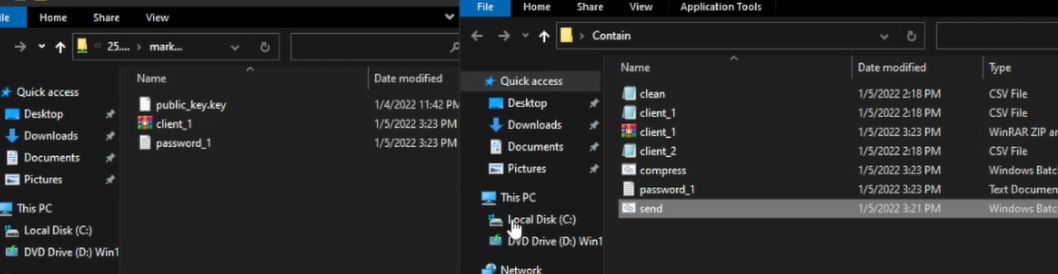 ile Home Share View
25.... mark...
Name Date modified
Quick access
Desktop
Downloads
Documents
Pictures
This PC
Local Disk (C:)
DVD Drive (D:) Win1
public_key.key 1/4/2022 11:42 PM
client_1 1/5/2022 3:23 PM
password_1 1/5/2022 3:23 PM
File Home Share View Application Tools
Contain
Quick access
Desktop
Downloads
Documents
Pictures
This PC
Local Disk (C:)
DVD Drive (D:) Win1
Network
Name Date modified Type
clean 1/5/2022 2:18 PM CSV File
client_1 1/5/2022 2:18 PM CSV File
client_1 1/5/2022 3:23 PM WinRAR ZIP ar
client_2 1/5/2022 2:18 PM CSV File
compress 1/5/2022 3:23 PM Windows Batc
password_1 1/5/2022 3:23 PM Text Documen
send 1/5/2022 3:21 PM Windows Batc